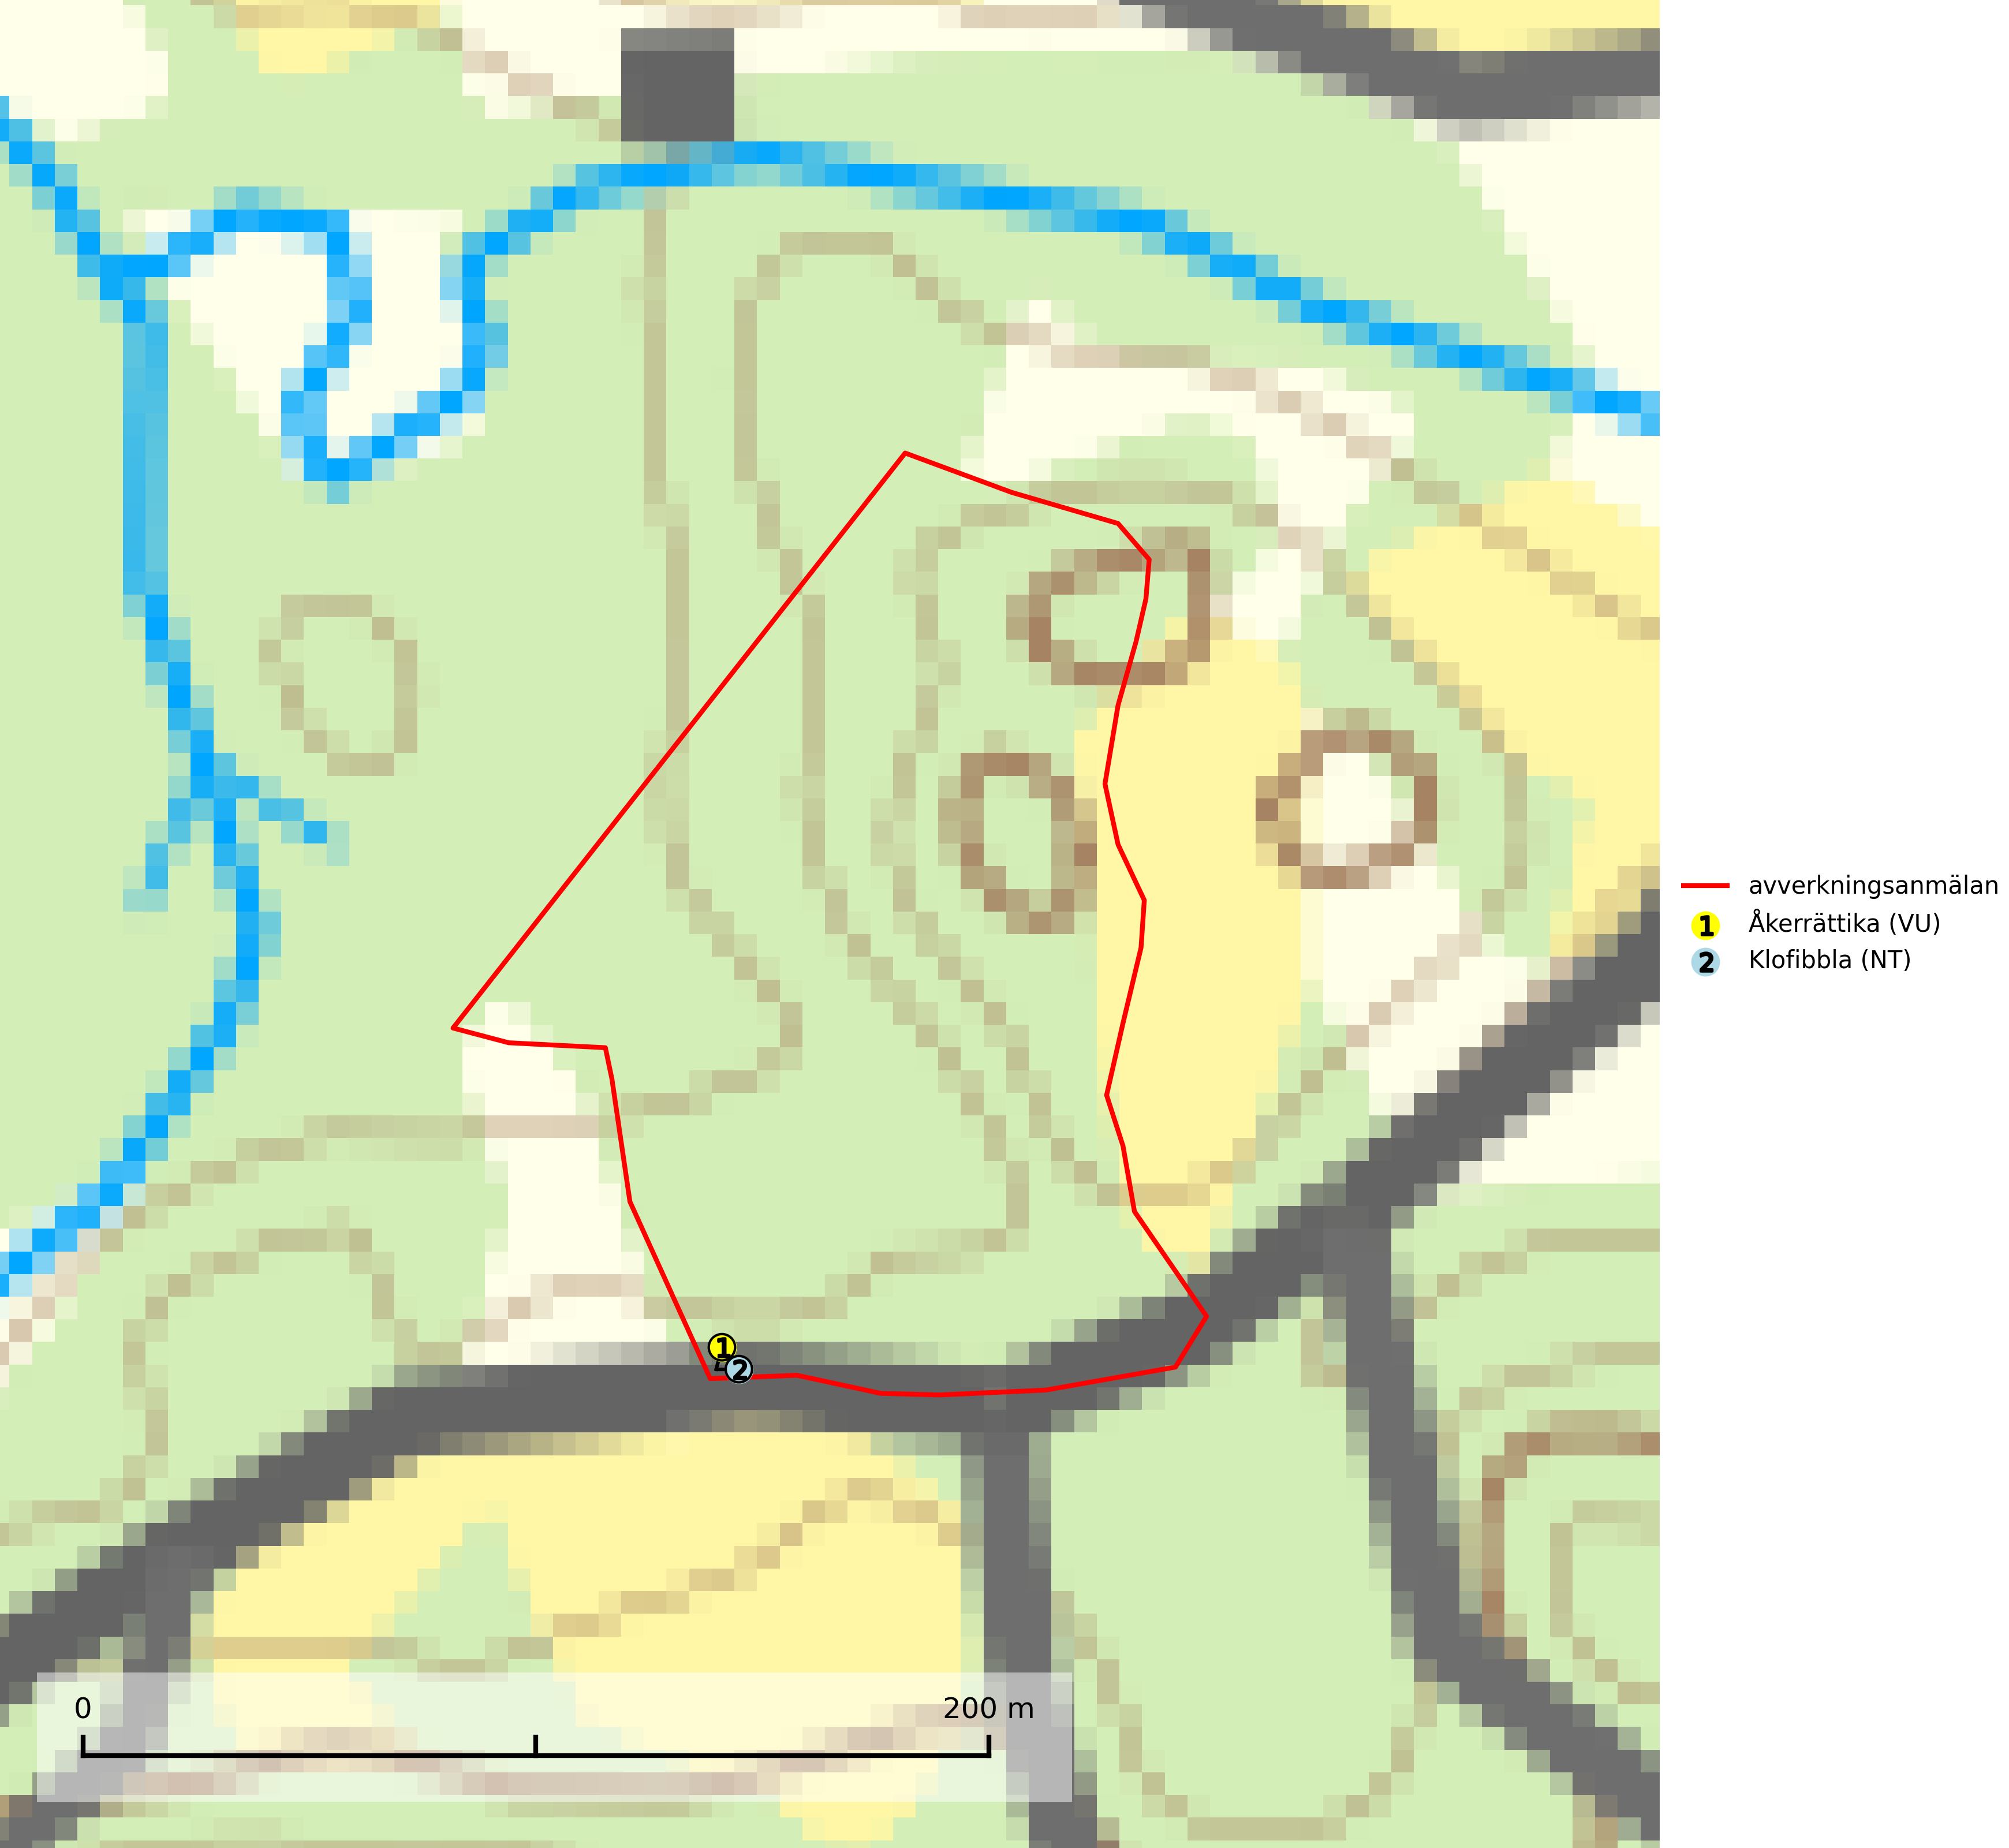 avverkningsanmälan
1 Åkerrättika (VU)
2 Klofibbla (NT)
1
2
0 200 m